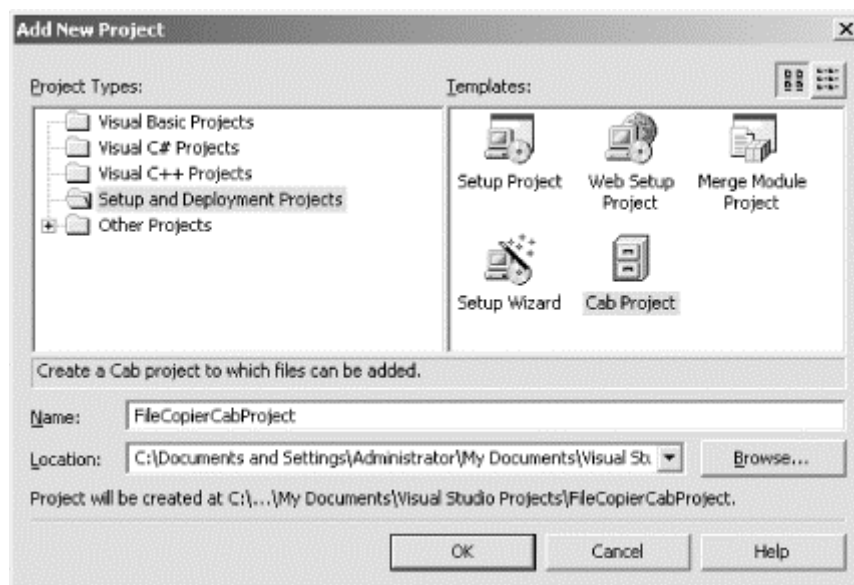 Add New Project
Project Types:
Templates:
Visual Basic Projects
Visual C# Projects
Visual C++ Projects
Setup and Deployment Projects
Other Projects
Setup Project
Web Setup
Project
Merge Module
Project
Setup Wizard
Cab Project
Create a Cab project to which files can be added.
Name:
FileCopierCabProject
Location:
C:\Documents and Settings\Administrator\My Documents\Visual Stu
Browse...
Project will be created at C:\...\My Documents\Visual Studio Projects\FileCopierCabProject.
OK
Cancel
Help